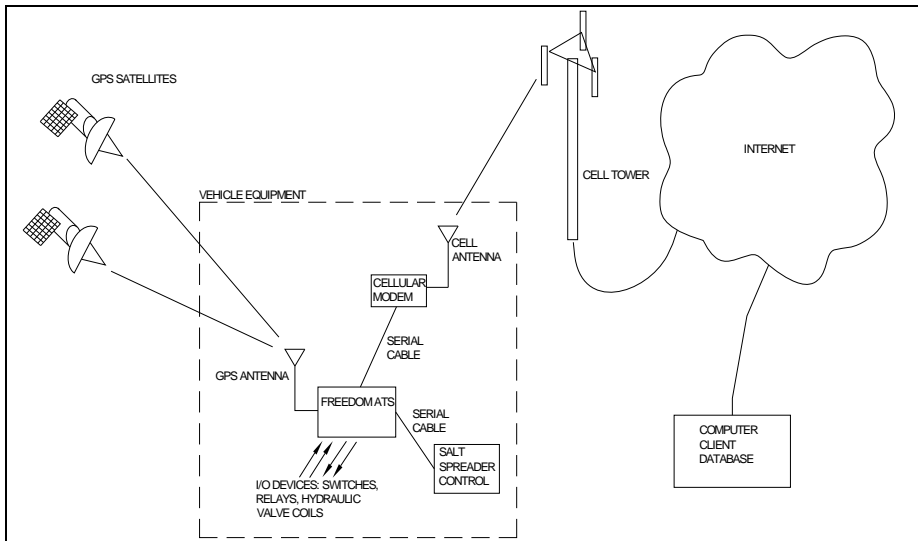 GPS SATELLITES
VEHICLE EQUIPMENT
CELL TOWER
INTERNET
CELL
ANTENNA
CELLULAR
MODEM
SERIAL
CABLE
GPS ANTENNA
FREEDOM ATS
SERIAL
CABLE
SALT
SPREADER
CONTROL
I/O DEVICES: SWITCHES,
RELAYS, HYDRAULIC
VALVE COILS
COMPUTER
CLIENT
DATABASE